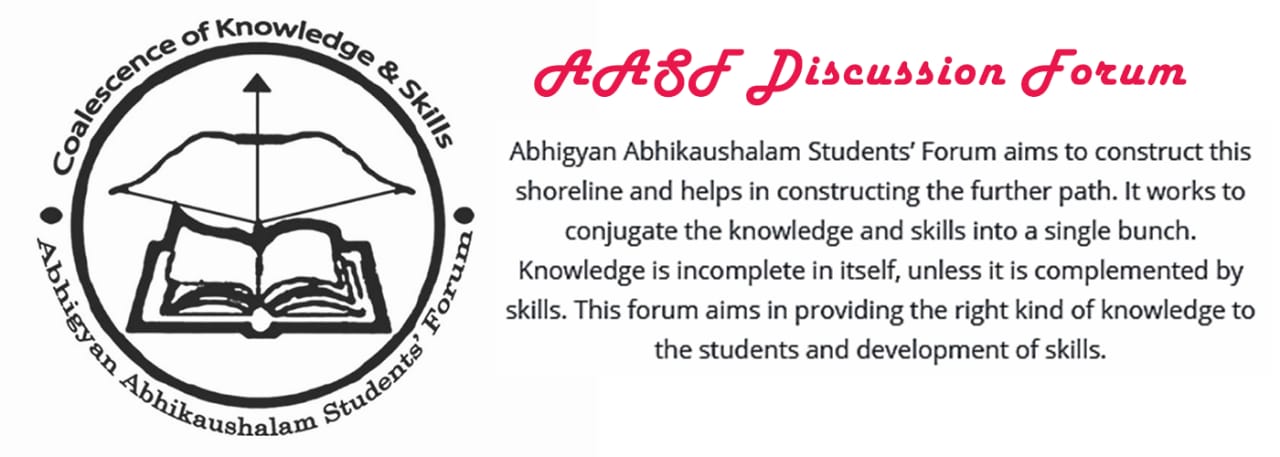 Coalescence of Knowledge & Skills
Abhigyan Abhikaushalam Students' Forum
AASF Discussion Forum
Abhigyan Abhikaushalam Students' Forum aims to construct this
shoreline and helps in constructing the further path. It works to
conjugate the knowledge and skills into a single bunch.
Knowledge is incomplete in itself, unless it is complemented by
skills. This forum aims in providing the right kind of knowledge to
the students and development of skills.